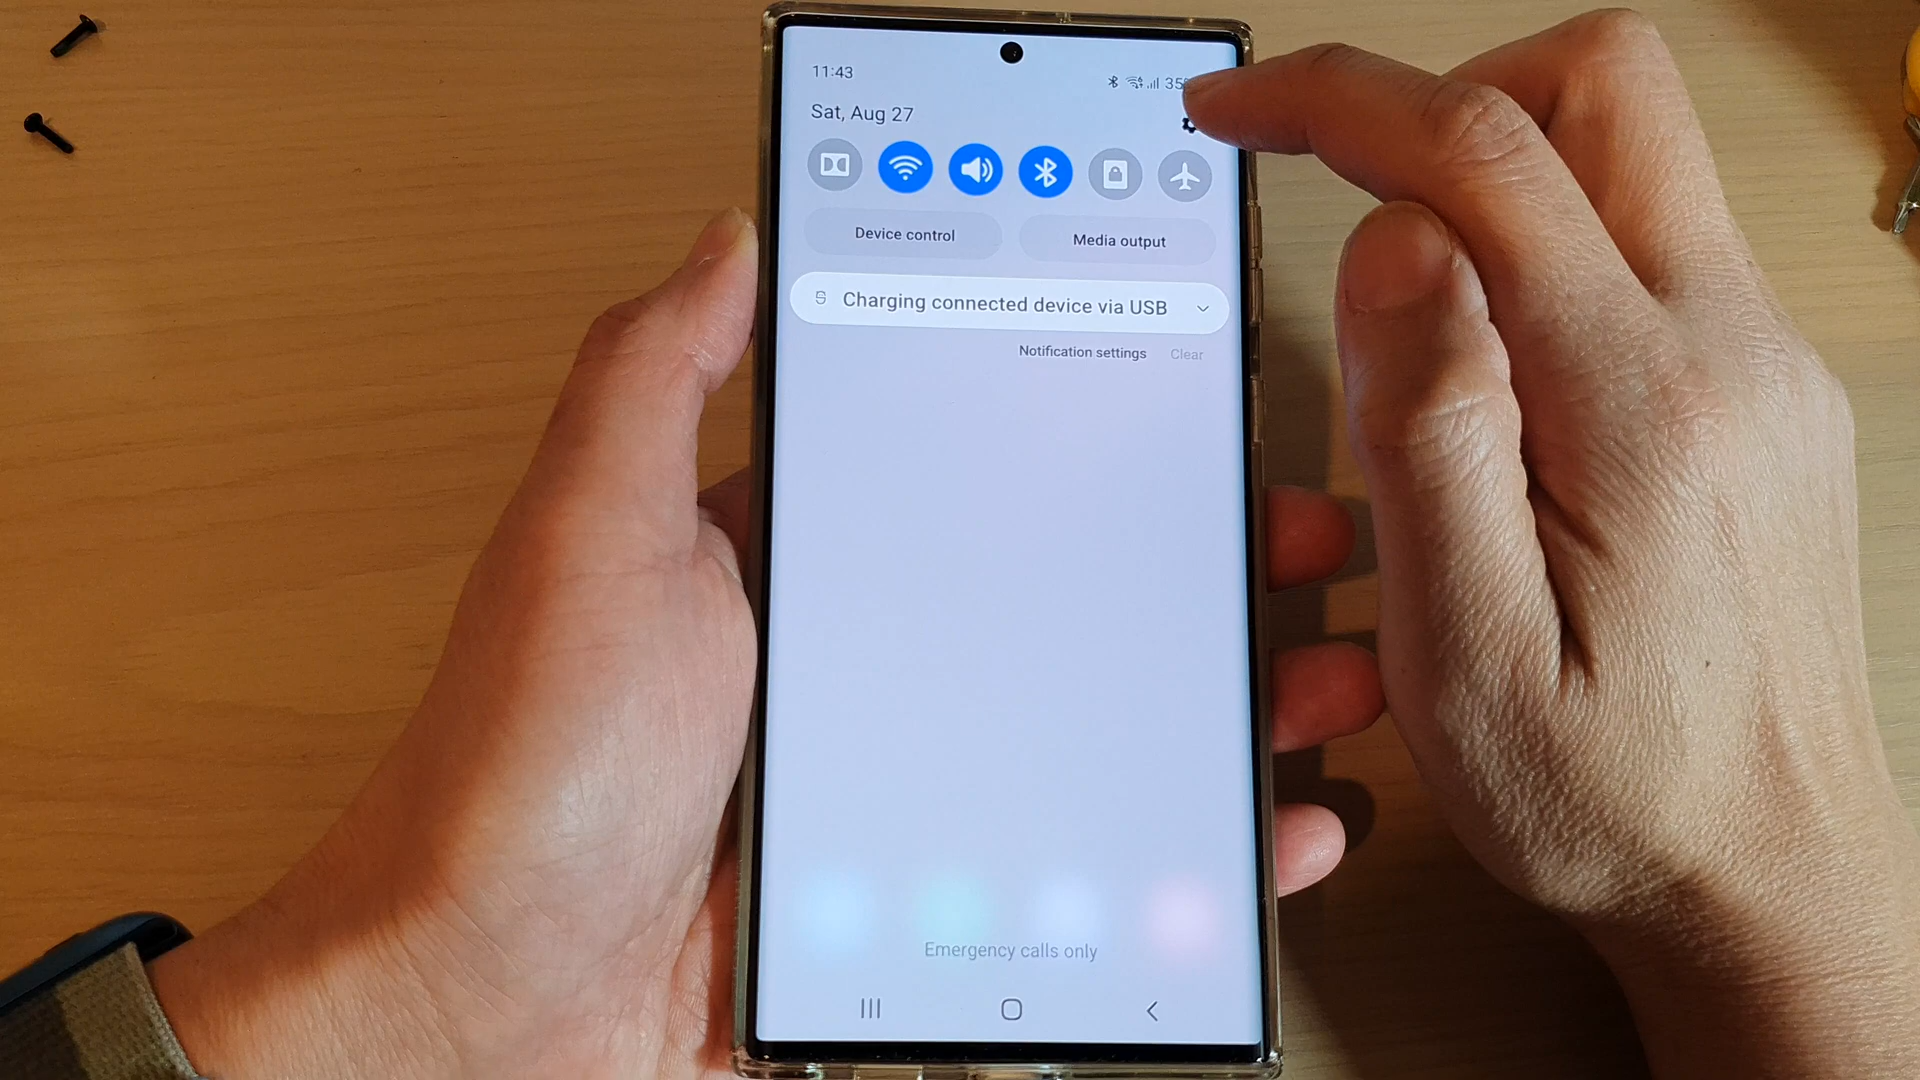 11:43
Sat, Aug 27
Device control
Media output
Charging connected device via USB
Notification settings
Clear
Emergency calls only